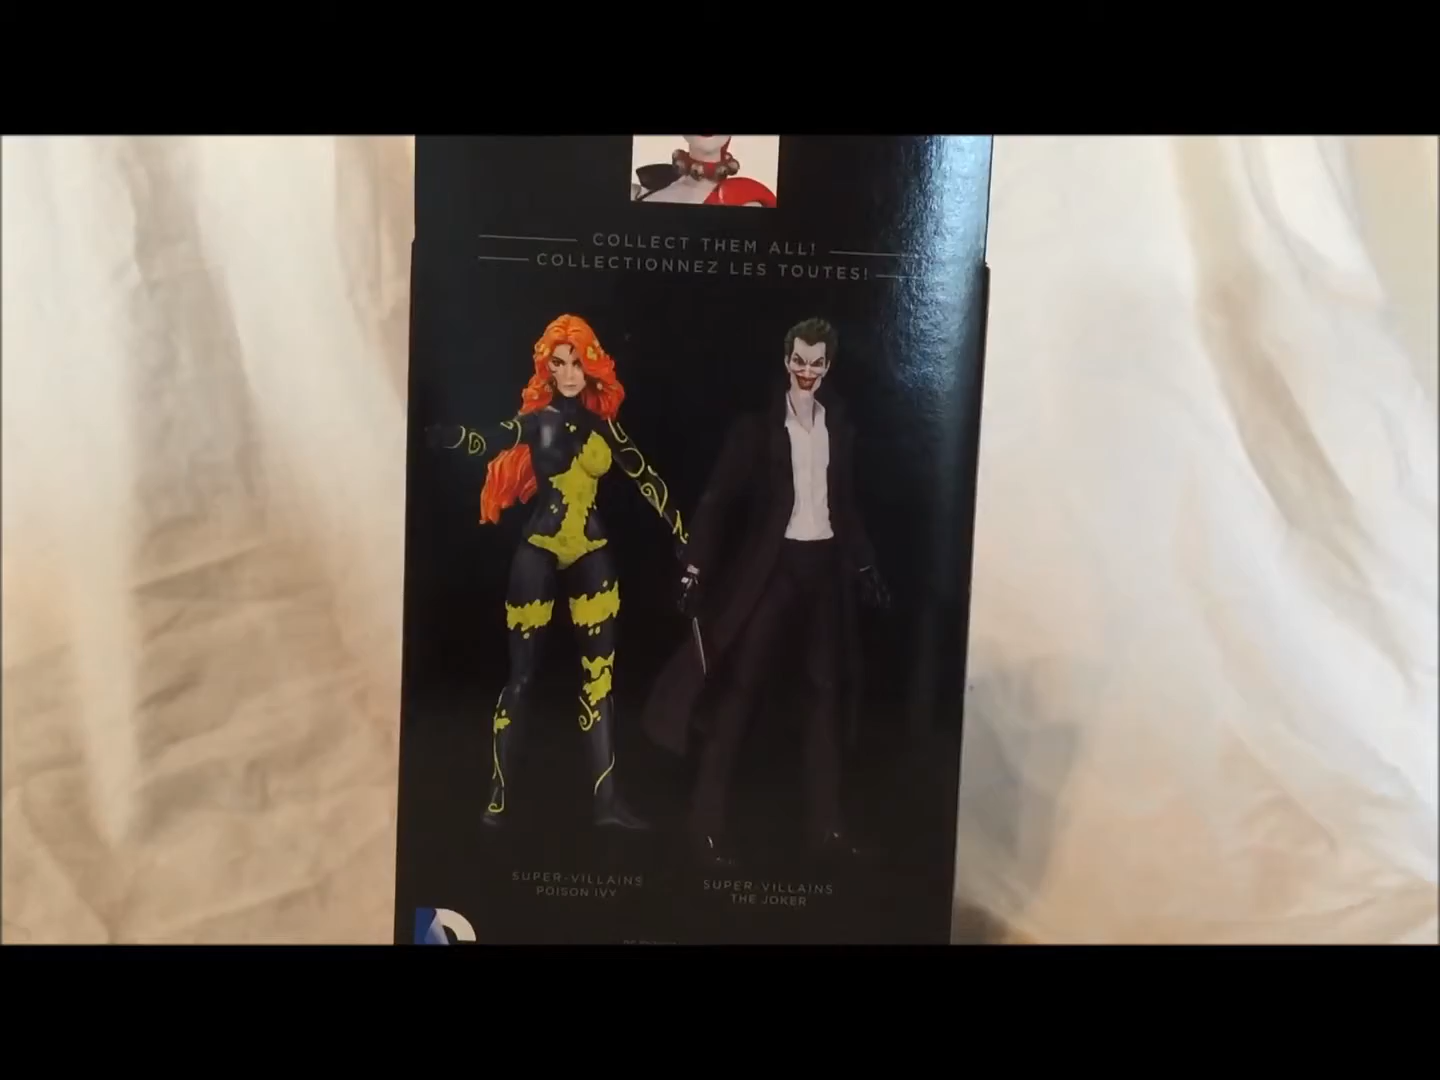 COLLECT THEM ALL!
COLLECTIONNEZ LES TOUTES!
SUPER-VILLAINS
POISON IVY
SUPER-VILLAINS
THE JOKER